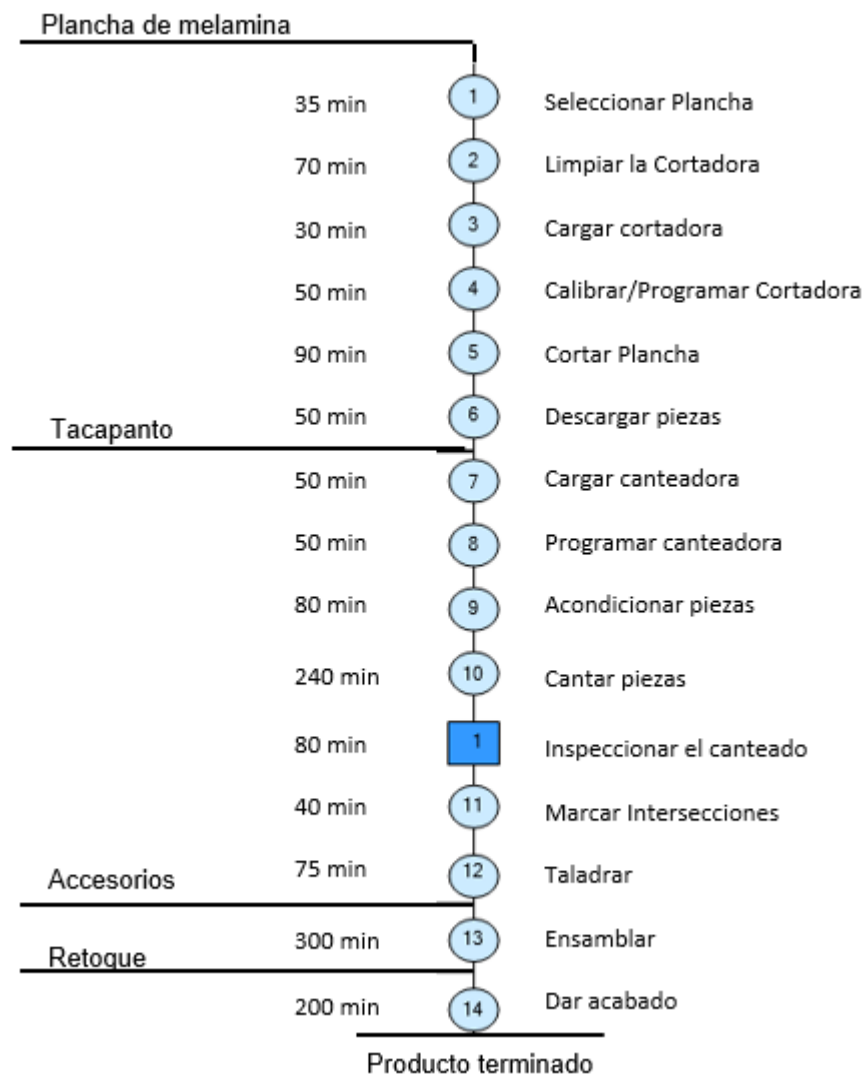 Plancha de melamina
35 min 1 Seleccionar Plancha
70 min 2 Limpiar la Cortadora
30 min 3 Cargar cortadora
50 min 4 Calibrar/Programar Cortadora
90 min 5 Cortar Plancha
50 min 6 Descargar piezas
Tacapanto
50 min 7 Cargar canteadora
50 min 8 Programar canteadora
80 min 9 Acondicionar piezas
240 min 10 Cantar piezas
80 min 1 Inspeccionar el canteado
40 min 11 Marcar Intersecciones
75 min 12 Taladrar
Accesorios
300 min 13 Ensamblar
Retoque
200 min 14 Dar acabado
Producto terminado